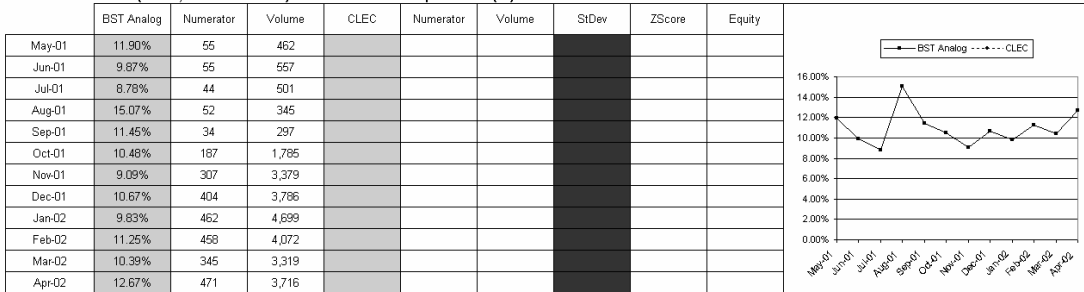 BST Analog Numerator Volume CLEC Numerator Volume StDev ZScore Equity
May-01 11.90% 55 462
Jun-01 9.87% 55 557
Jul-01 8.78% 44 501
Aug-01 15.07% 52 345
Sep-01 11.45% 34 297
Oct-01 10.48% 187 1,785
Nov-01 9.09% 307 3,379
Dec-01 10.67% 404 3,786
Jan-02 9.83% 462 4,699
Feb-02 11.25% 458 4,072
Mar-02 10.39% 345 3,319
Apr-02 12.67% 471 3,716
BST Analog CLEC
16.00%
14.00%
12.00%
10.00%
8.00%
6.00%
4.00%
2.00%
0.00%
May-01 Jun-01 Jul-01 Aug-01 Sep-01 Oct-01 Nov-01 Dec-01 Jan-02 Feb-02 Mar-02 Apr-02